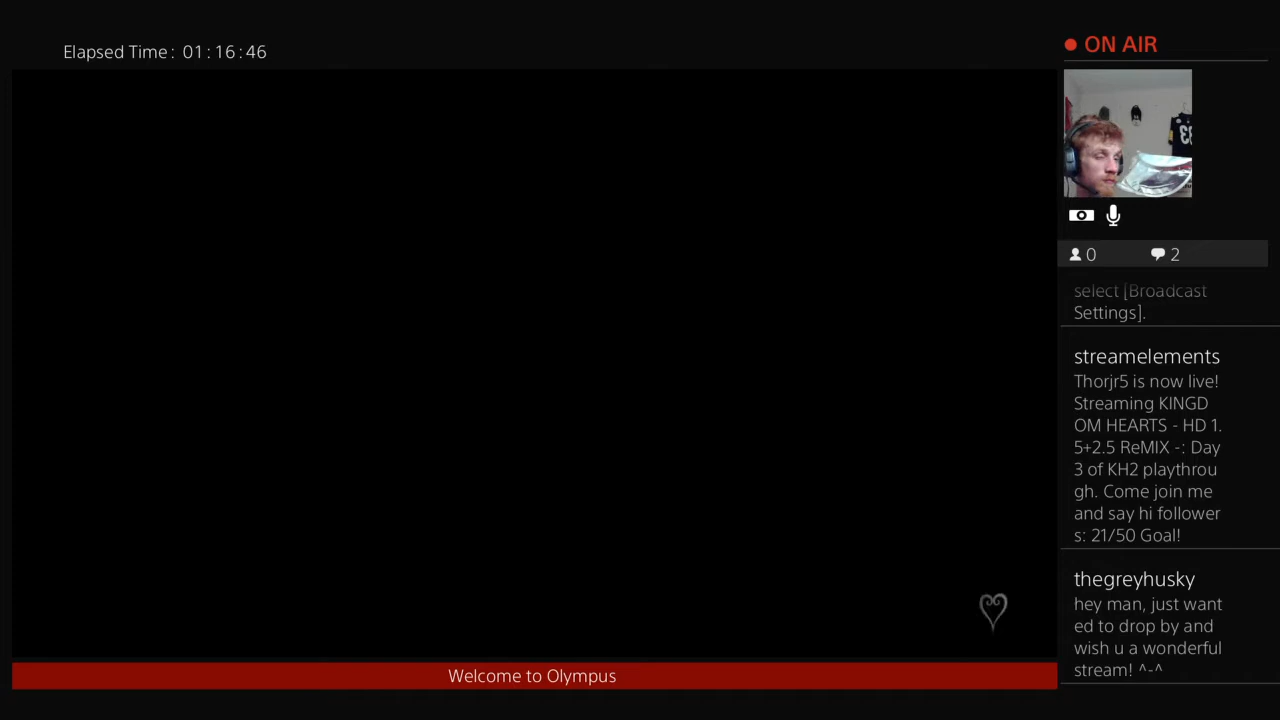 Elapsed Time: 01:16:46
ON AIR
0
2
select [Broadcast
Settings].
streamelements
Thorjr5 is now live!
Streaming KINGD
OM HEARTS - HD 1.
5+2.5 ReMIX -: Day
3 of KH2 playthrou
gh. Come join me
and say hi follower
s: 21/50 Goal!
thegreyhusky
hey man, just want
ed to drop by and
wish u a wonderful
stream! ^-^
Welcome to Olympus